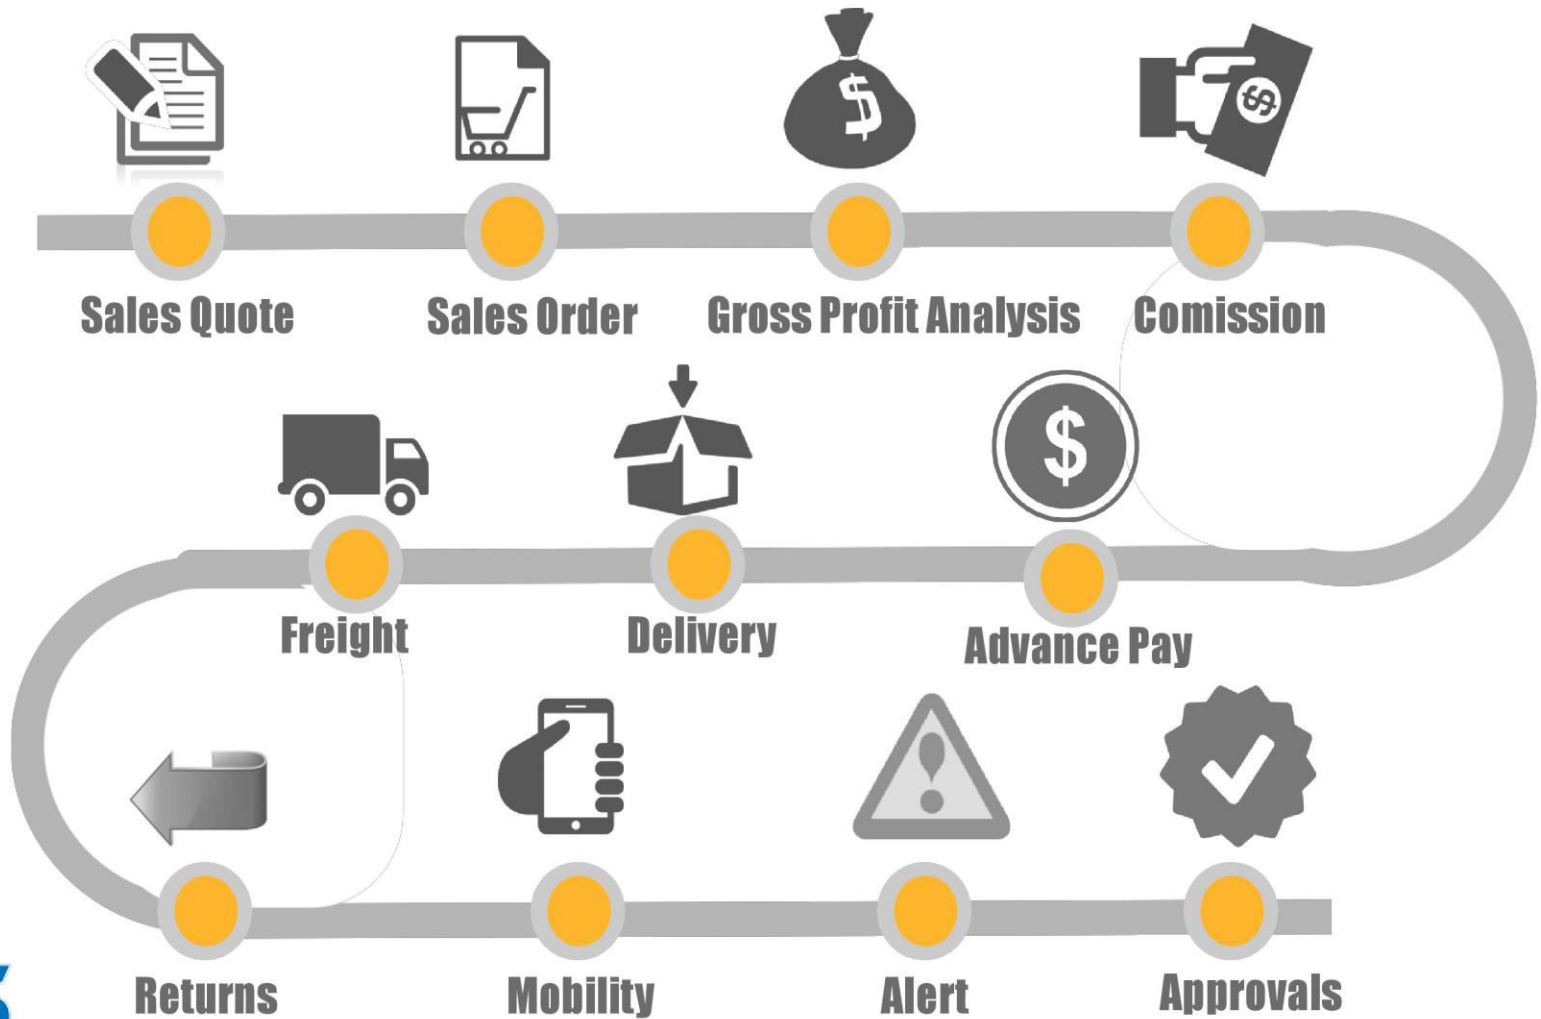 Sales Quote
Sales Order
Gross Profit Analysis
Comission
$
$
Freight
Delivery
Advance Pay
$
Returns
Mobility
Alert
Approvals